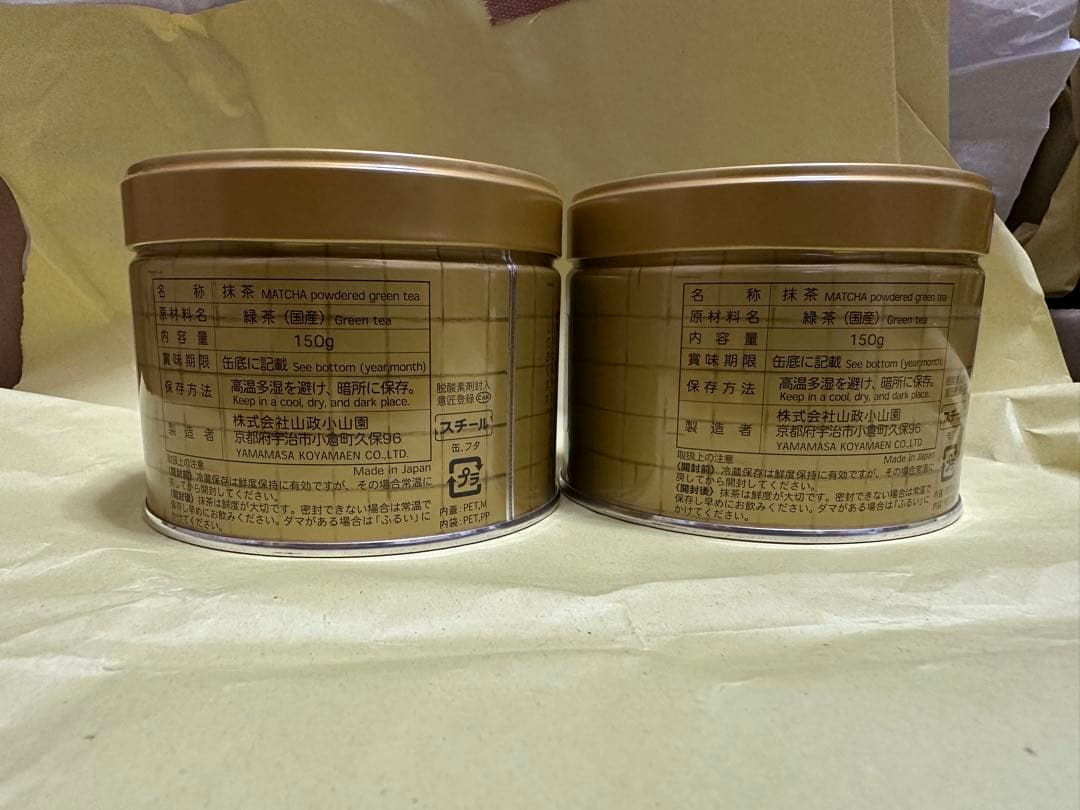 名称 抹茶 MATCHA powdered green tea
原材料名 緑茶（国産）Green tea
内容量 150g
賞味期限 缶底に記載 See bottom (year,month)
保存方法 高温多湿を避け、暗所に保存。
Keep in a cool, dry, and dark place.
製造者 株式会社山政小山園
京都府宇治市小倉町久保96
YAMAMASA KOYAMAEN CO.,LTD.
Made in Japan
取扱上の注意
《開封前》冷蔵保存は鮮度保持に有効ですが、その場合常温に
戻してから開封してください。
《開封後》抹茶は鮮度が大切です。密封できない場合は常温で
保存し早めにお飲みください。ダマがある場合は「ふるい」に
かけてください。
脱酸素剤封入
意匠登録
スチール
缶、フタ
プラ
内蓋:PET,M
内袋:PET,PP
名称 抹茶 MATCHA powdered green tea
原材料名 緑茶（国産）Green tea
内容量 150g
賞味期限 缶底に記載 See bottom (year,month)
保存方法 高温多湿を避け、暗所に保存。
Keep in a cool, dry, and dark place.
製造者 株式会社山政小山園
京都府宇治市小倉町久保96
YAMAMASA KOYAMAEN CO.,LTD.
Made in Japan
取扱上の注意
《開封前》冷蔵保存は鮮度保持に有効ですが、その場合常温に
戻してから開封してください。
《開封後》抹茶は鮮度が大切です。密封できない場合は常温で
保存し早めにお飲みください。ダマがある場合は「ふるい」に
かけてください。
脱酸素
意匠登
スチー